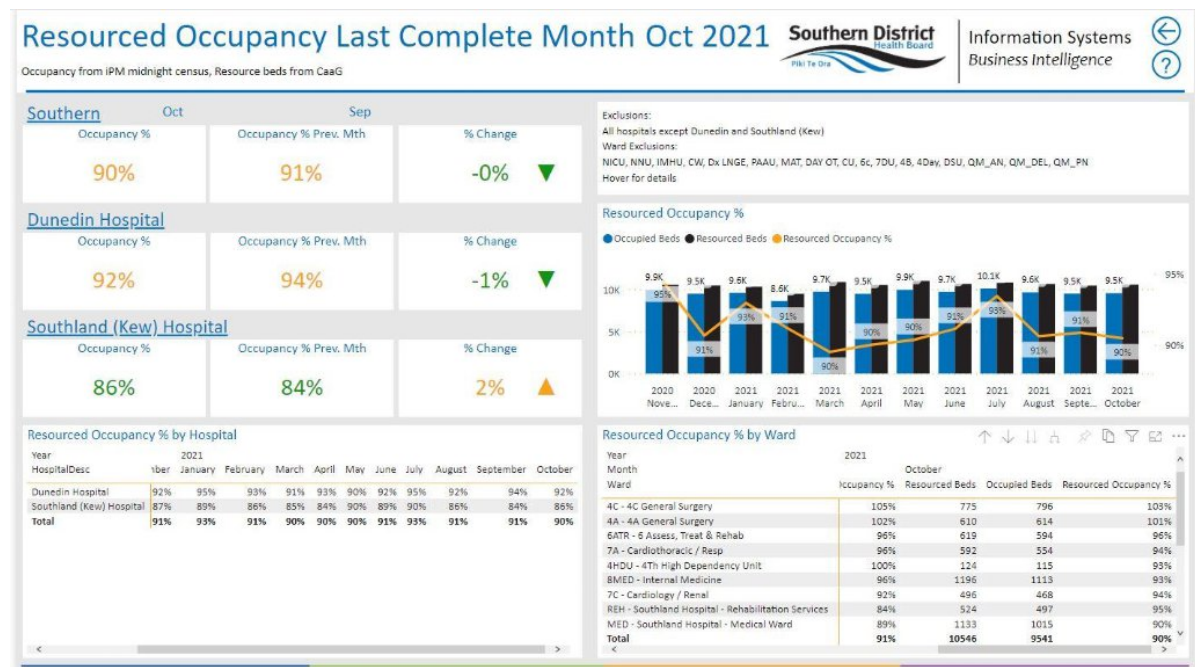 Resourced Occupancy Last Complete Month Oct 2021
Southern District
Health Board
Piki Te Ora
Information Systems
Business Intelligence
Occupancy from iPM midnight census, Resource beds from CaaG
Southern Oct Sep
Occupancy % Occupancy % Prev. Mth % Change
90% 91% -0%
Dunedin Hospital
Occupancy % Occupancy % Prev. Mth % Change
92% 94% -1%
Southland (Kew) Hospital
Occupancy % Occupancy % Prev. Mth % Change
86% 84% 2%
Exclusions:
All hospitals except Dunedin and Southland (Kew)
Ward Exclusions:
NICU, NNU, IMHU, CW, Dx LNGE, PAAU, MAT, DAY OT, CU, 6c, 7DU, 4B, 4Day, DSU, QM_AN, QM_DEL, QM_PN
Hover for details
Resourced Occupancy %
Occupied Beds Resourced Beds Resourced Occupancy %
9.9K 9.5K 9.6K 8.6K 9.7K 9.5K 9.9K 9.7K 10.1K 9.6K 9.5K 9.5K
95% 91% 93% 91% 90% 90% 90% 91% 93% 91% 91% 90%
10K 5K 0K
95% 90%
2020 2020 2021 2021 2021 2021 2021 2021 2021 2021 2021 2021
Nove... Dece... January Febru... March April May June July August Septe... October
Resourced Occupancy % by Hospital
Year 2021
HospitalDesc ber January February March April May June July August September October
Dunedin Hospital 92% 95% 93% 91% 93% 90% 92% 95% 92% 94% 92%
Southland (Kew) Hospital 87% 89% 86% 85% 84% 90% 89% 90% 86% 84% 86%
Total 91% 93% 91% 90% 90% 90% 91% 93% 91% 91% 90%
Resourced Occupancy % by Ward
Year 2021
Month October
Ward ccupancy % Resourced Beds Occupied Beds Resourced Occupancy %
4C - 4C General Surgery 105% 775 796 103%
4A - 4A General Surgery 102% 610 614 101%
6ATR - 6 Assess, Treat & Rehab 96% 619 594 96%
7A - Cardiothoracic / Resp 96% 592 554 94%
4HDU - 4Th High Dependency Unit 100% 124 115 93%
8MED - Internal Medicine 96% 1196 1113 93%
7C - Cardiology / Renal 92% 496 468 94%
REH - Southland Hospital - Rehabilitation Services 84% 524 497 95%
MED - Southland Hospital - Medical Ward 89% 1133 1015 90%
Total 91% 10546 9541 90%